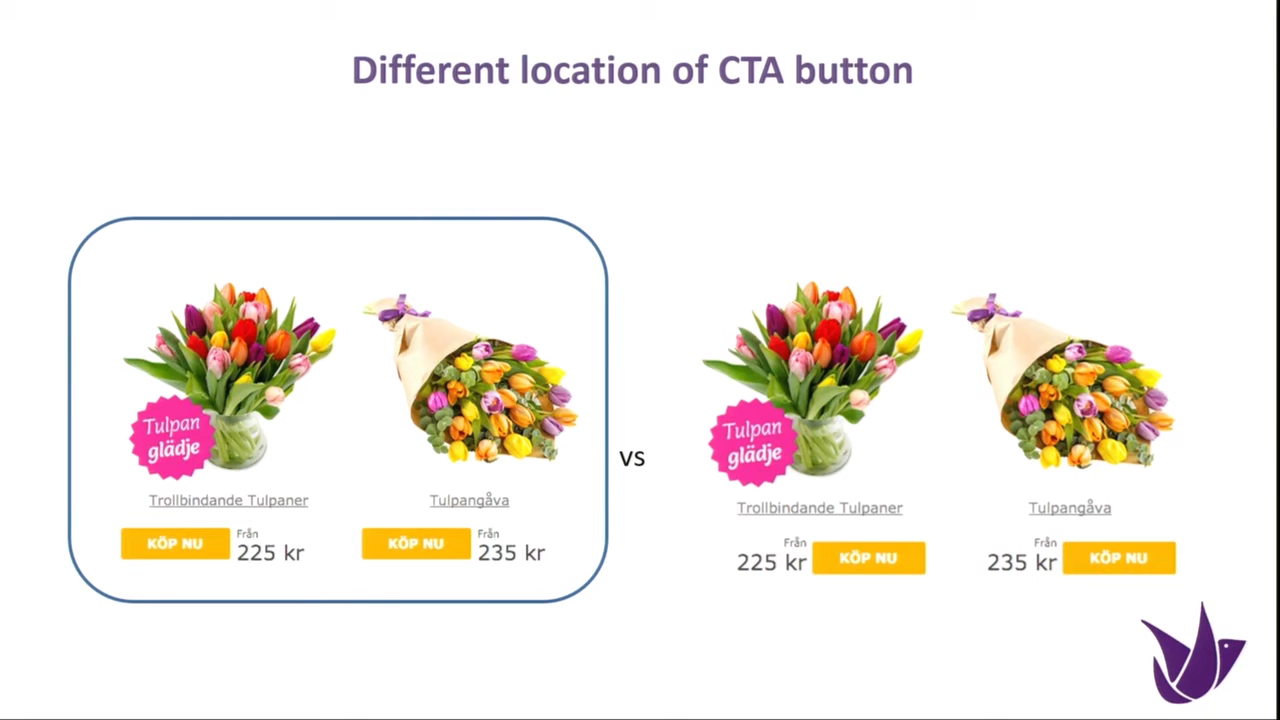 Different location of CTA button
Tulpan
glädje
Trollbindande Tulpaner
Tulpangåva
KÖP NU
Från
225 kr
KÖP NU
Från
235 kr
vs
Tulpan
glädje
Trollbindande Tulpaner
Tulpangåva
Från
225 kr
KÖP NU
Från
235 kr
KÖP NU